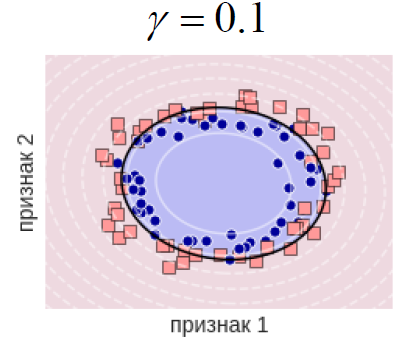 γ = 0.1
признак 2
признак 1